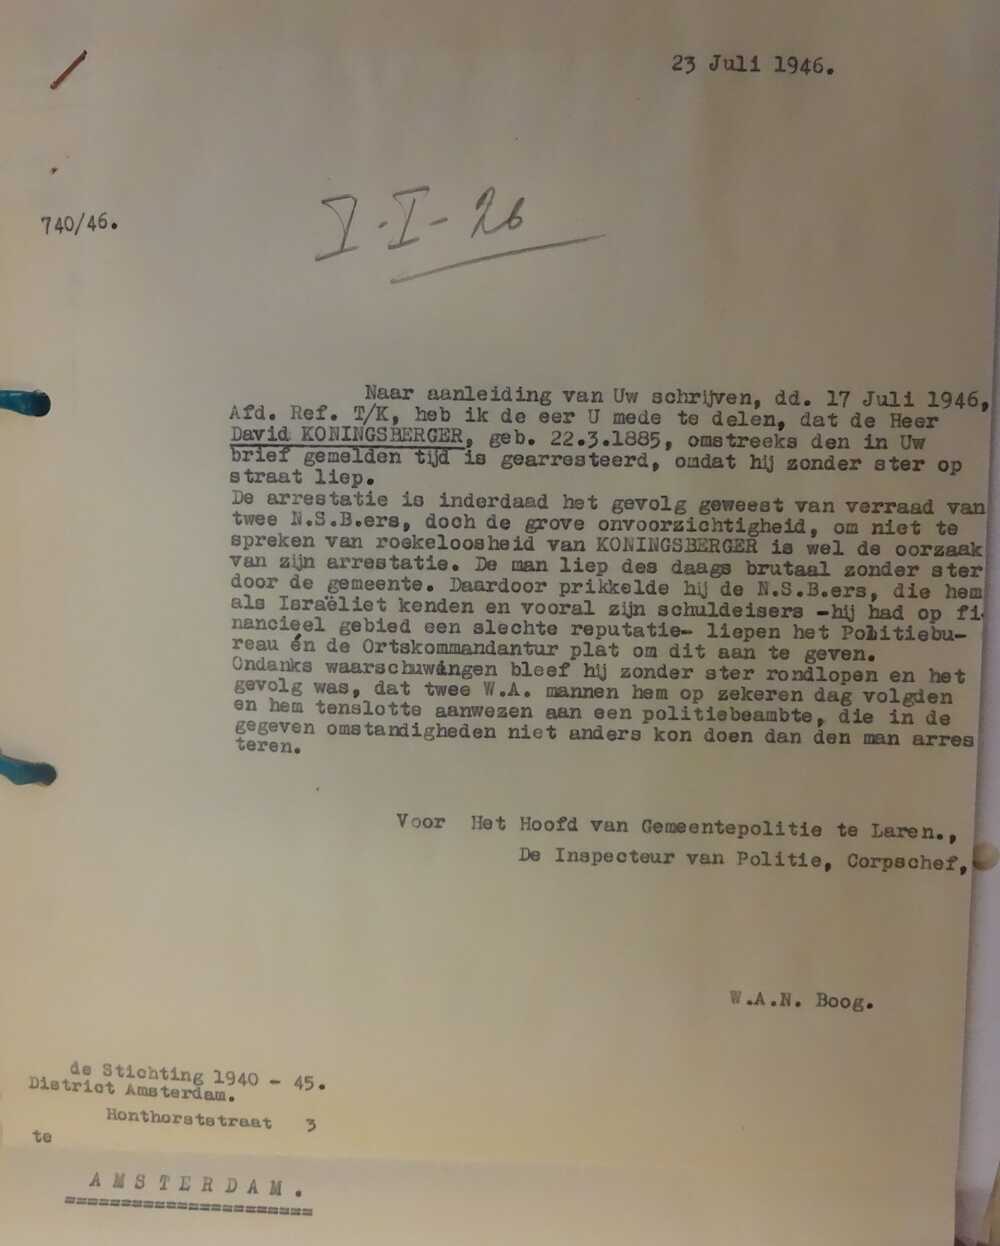 23 Juli 1946.
740/46.
V-I-26
Naar aanleiding van Uw schrijven, dd. 17 Juli 1946,
Afd. Ref. T/K, heb ik de eer U mede te delen, dat de Heer
David KONINGSBERGER, geb. 22.3.1885, omstreeks den in Uw
brief gemelden tijd is gearresteerd, omdat hij zonder ster op
straat liep.
De arrestatie is inderdaad het gevolg geweest van verraad van
twee N.S.B.ers, doch de grove onvoorzichtigheid, om niet te
spreken van roekeloosheid van KONINGSBERGER is wel de oorzaak
van zijn arrestatie. De man liep des daags brutaal zonder ster
door de gemeente. Daardoor prikkelde hij de N.S.B.ers, die hem
als Israëliet kenden en vooral zijn schuldeisers -hij had op fi-
nancieel gebied een slechte reputatie- liepen het Politiebu-
reau én de Ortskommandantur plat om dit aan te geven.
Ondanks waarschuwingen bleef hij zonder ster rondlopen en het
gevolg was, dat twee W.A. mannen hem op zekeren dag volgden
en hem tenslotte aanwezen aan een politiebeambte, die in de
gegeven omstandigheden niet anders kon doen dan den man arres
teren.
Voor Het Hoofd van Gemeentepolitie te Laren.,
De Inspecteur van Politie, Corpschef,
W.A.N. Boog.
de Stichting 1940 - 45.
District Amsterdam.
Honthorststraat 3
te
AMSTERDAM.
======================